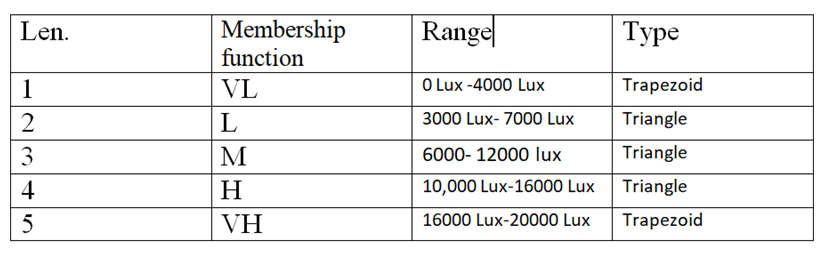 Len. Membership function Range Type
1 VL 0 Lux -4000 Lux Trapezoid
2 L 3000 Lux- 7000 Lux Triangle
3 M 6000- 12000 lux Triangle
4 H 10,000 Lux-16000 Lux Triangle
5 VH 16000 Lux-20000 Lux Trapezoid